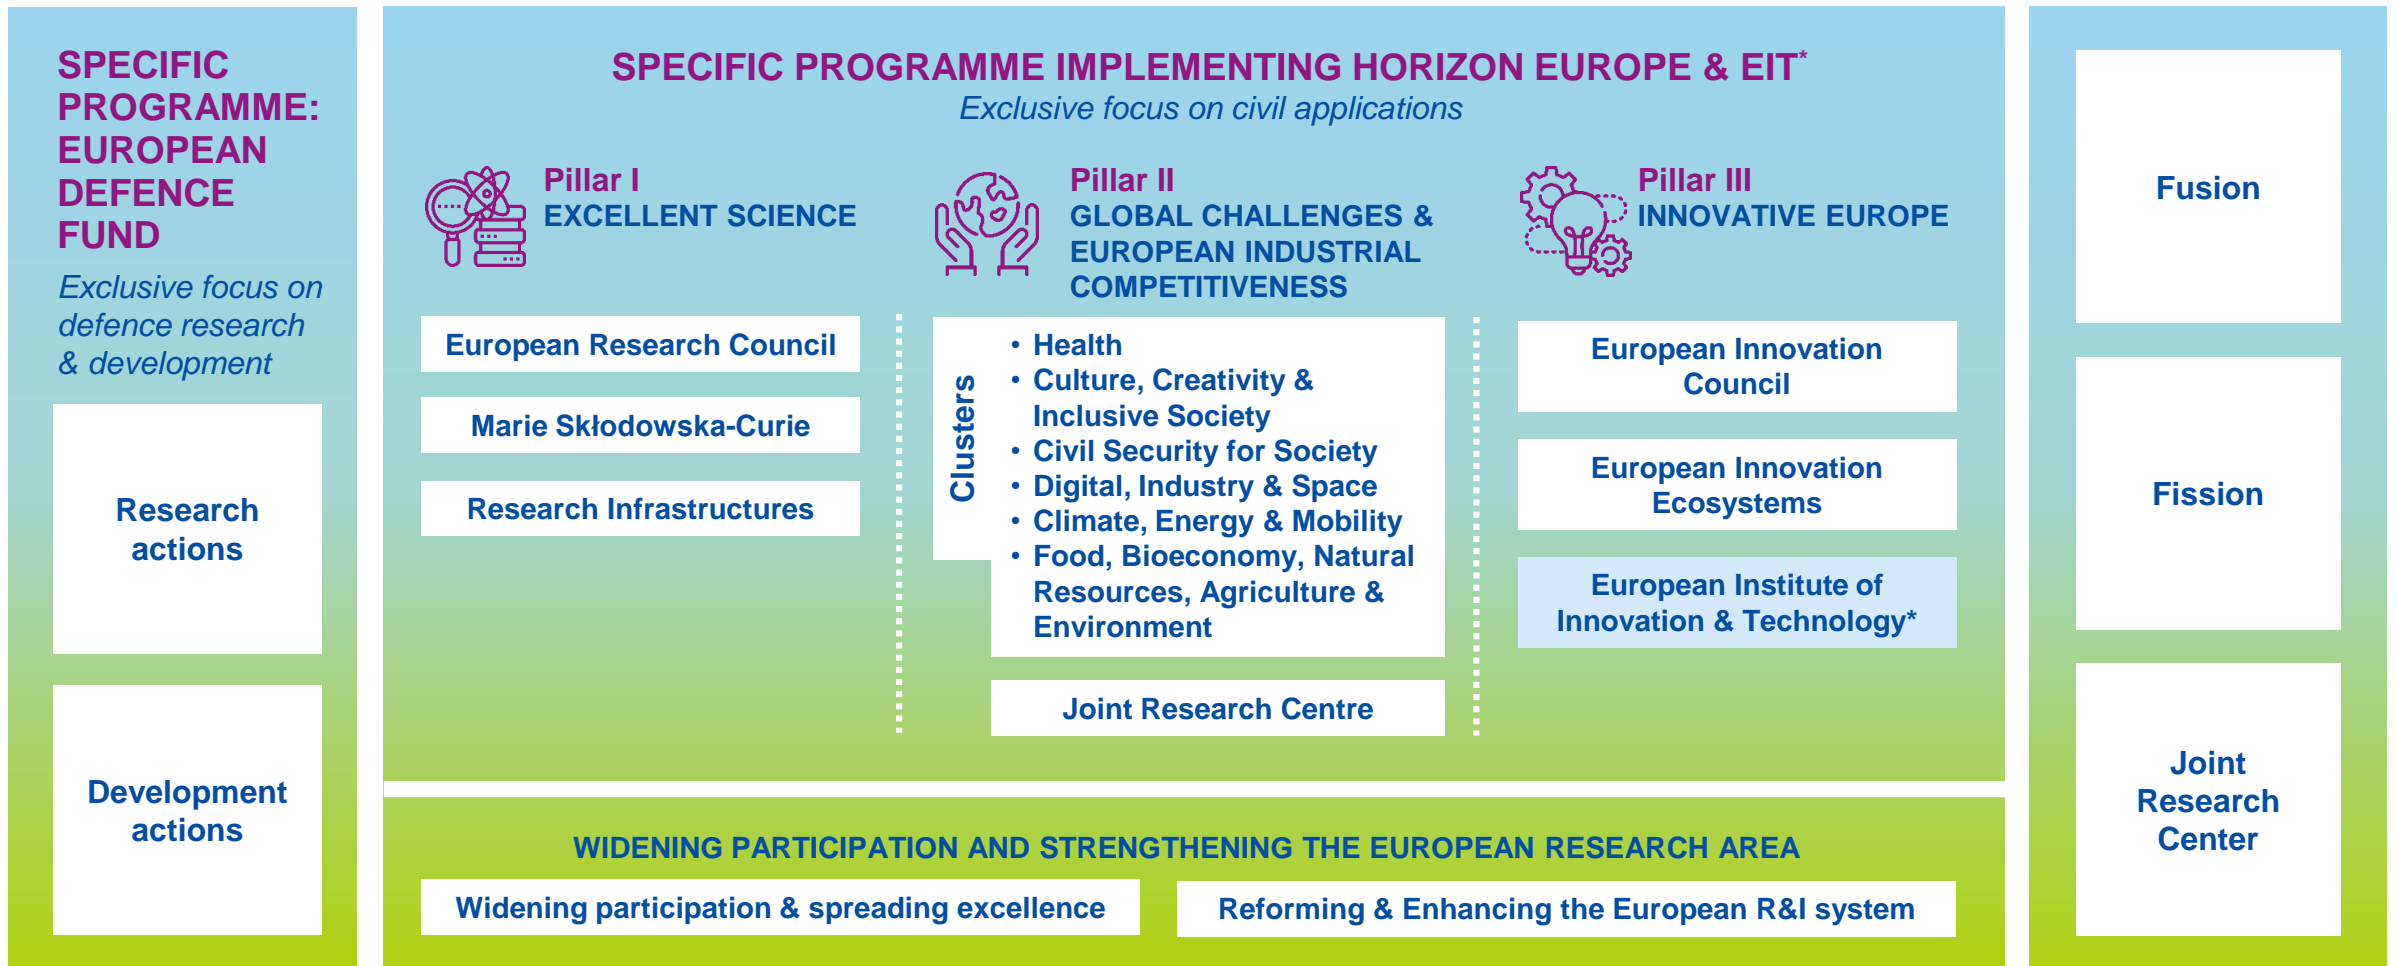 SPECIFIC
PROGRAMME:
EUROPEAN
DEFENCE
FUND
Exclusive focus on
defence research
& development
Research
actions
Development
actions
SPECIFIC PROGRAMME IMPLEMENTING HORIZON EUROPE & EIT*
Exclusive focus on civil applications
Pillar I
EXCELLENT SCIENCE
European Research Council
Marie Skłodowska-Curie
Research Infrastructures
Pillar II
GLOBAL CHALLENGES &
EUROPEAN INDUSTRIAL
COMPETITIVENESS
Clusters
• Health
• Culture, Creativity &
Inclusive Society
• Civil Security for Society
• Digital, Industry & Space
• Climate, Energy & Mobility
• Food, Bioeconomy, Natural
Resources, Agriculture &
Environment
Joint Research Centre
Pillar III
INNOVATIVE EUROPE
European Innovation
Council
European Innovation
Ecosystems
European Institute of
Innovation & Technology*
WIDENING PARTICIPATION AND STRENGTHENING THE EUROPEAN RESEARCH AREA
Widening participation & spreading excellence
Reforming & Enhancing the European R&I system
Fusion
Fission
Joint
Research
Center